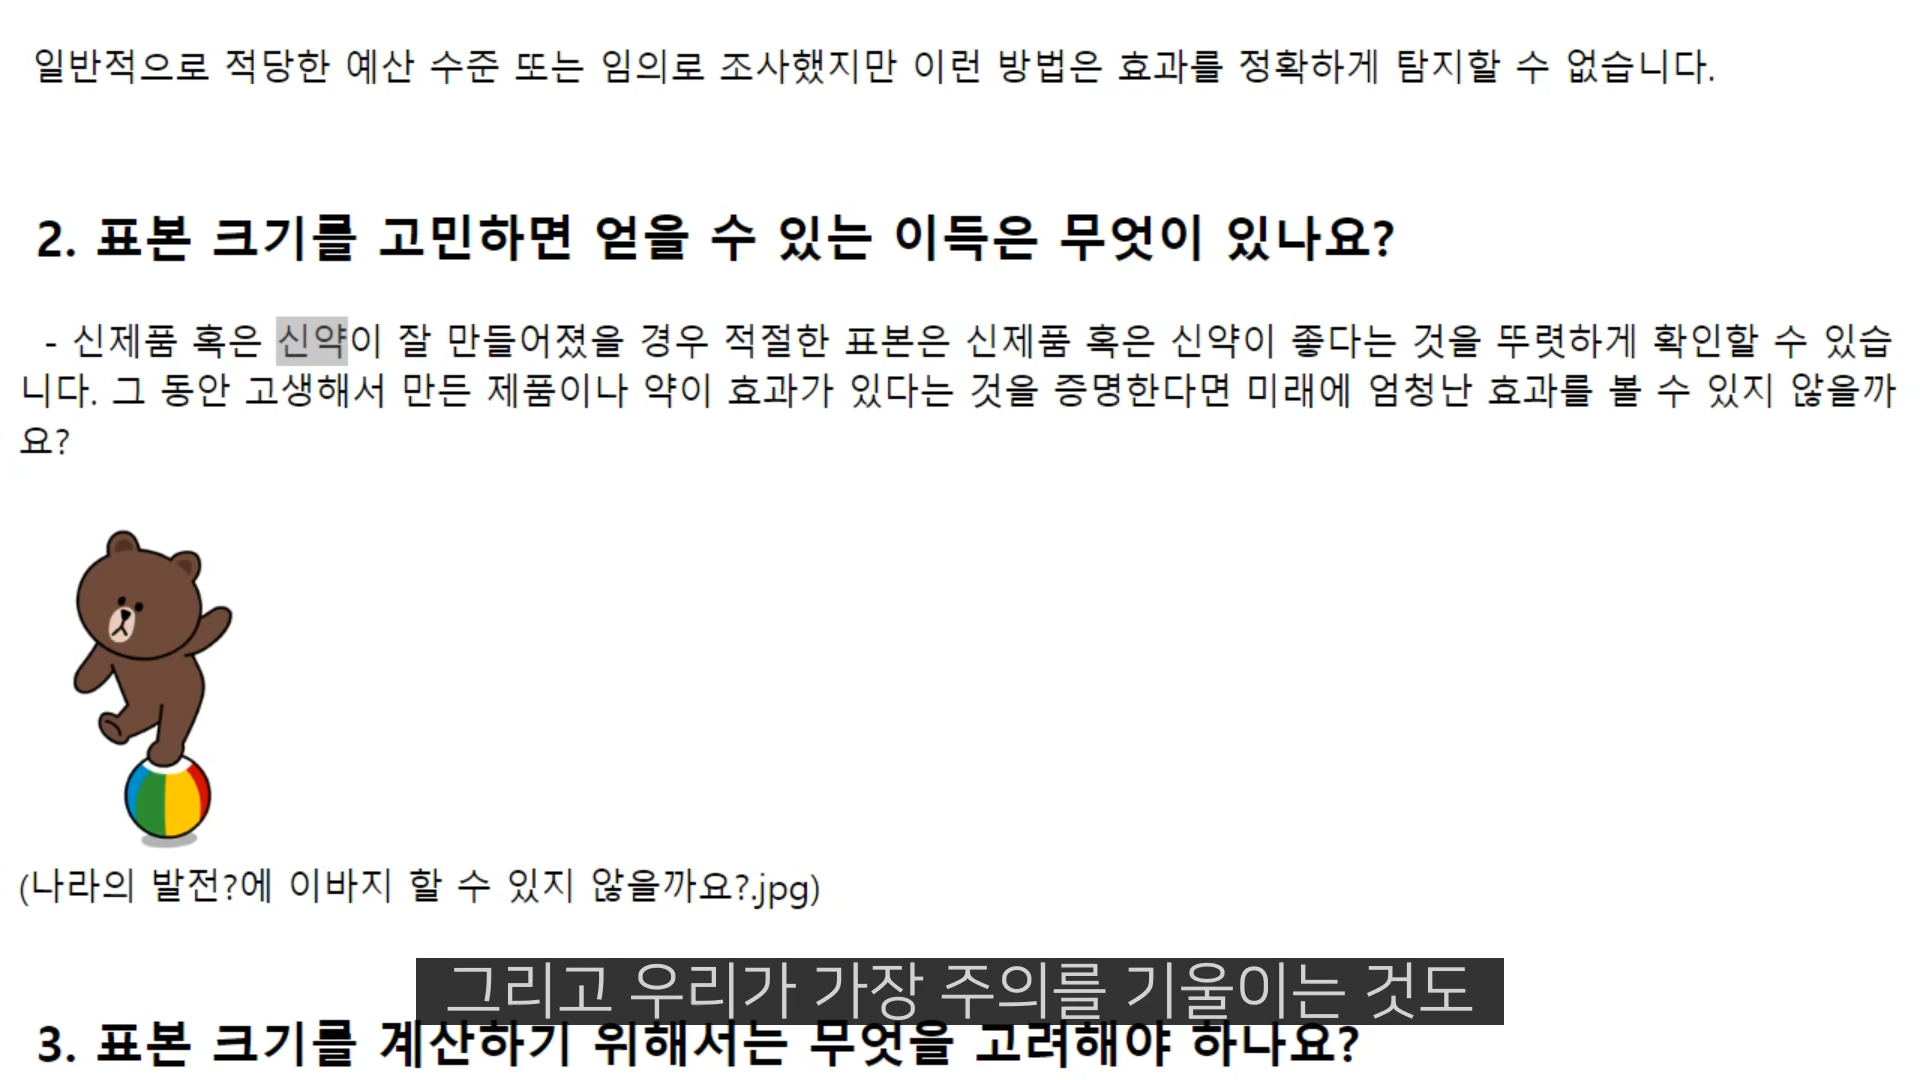 일반적으로 적당한 예산 수준 또는 임의로 조사했지만 이런 방법은 효과를 정확하게 탐지할 수 없습니다.
2. 표본 크기를 고민하면 얻을 수 있는 이득은 무엇이 있나요?
- 신제품 혹은 신약이 잘 만들어졌을 경우 적절한 표본은 신제품 혹은 신약이 좋다는 것을 뚜렷하게 확인할 수 있습
니다. 그 동안 고생해서 만든 제품이나 약이 효과가 있다는 것을 증명한다면 미래에 엄청난 효과를 볼 수 있지 않을까
요?
(나라의 발전?에 이바지 할 수 있지 않을까요?.jpg)
그리고 우리가 가장 주의를 기울이는 것도
3. 표본 크기를 계산하기 위해서는 무엇을 고려해야 하나요?